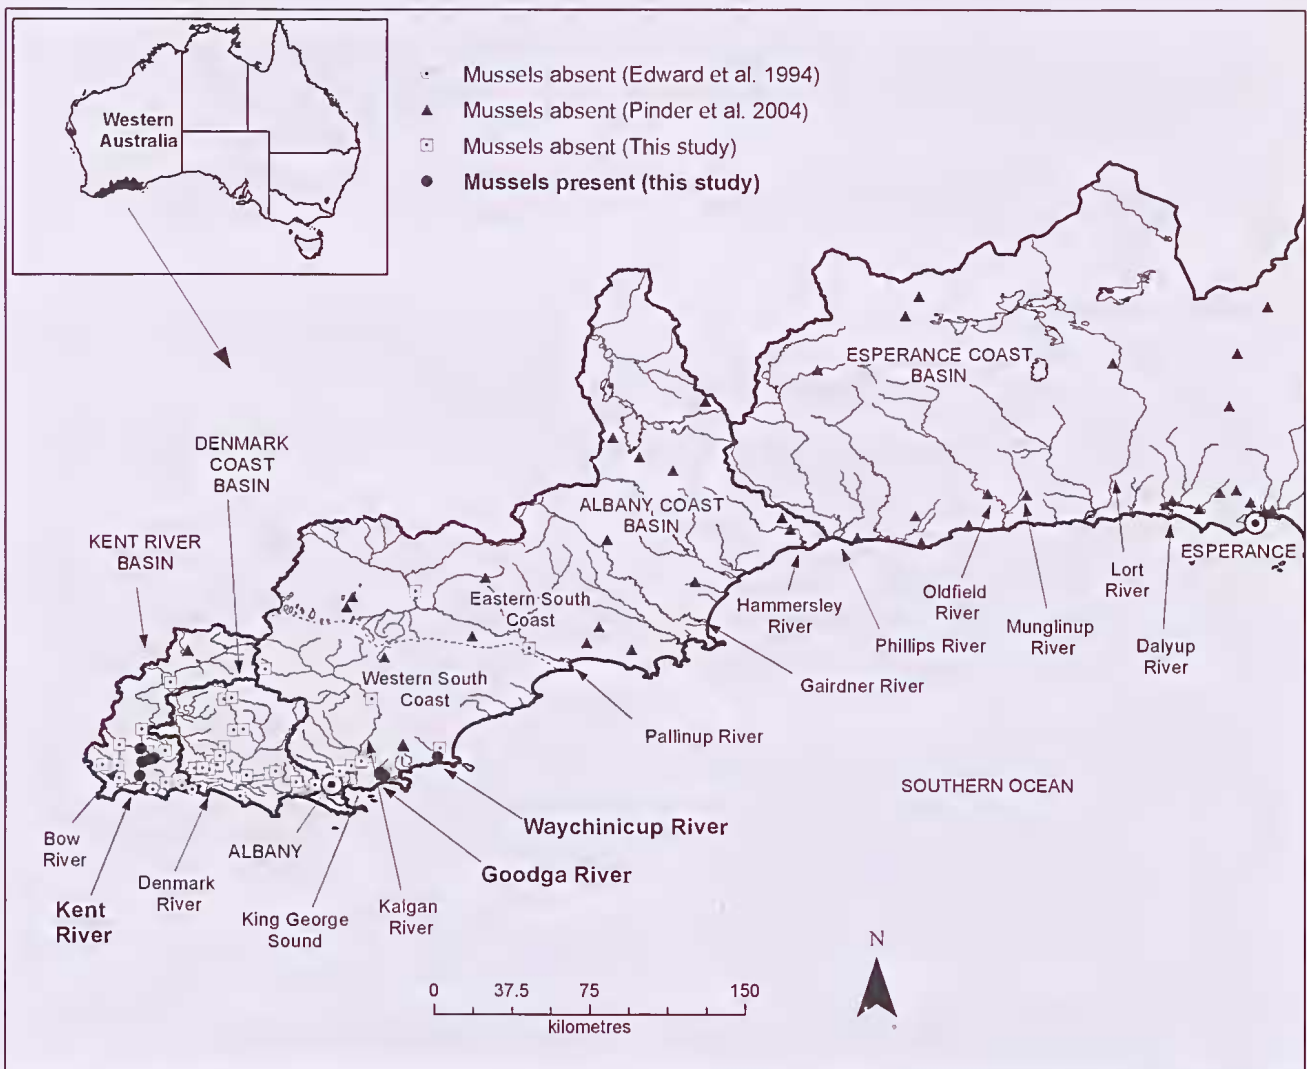 Western
Australia
Mussels absent (Edward et al. 1994)
Mussels absent (Pinder et al. 2004)
Mussels absent (This study)
Mussels present (this study)
ESPERANCE COAST
BASIN
DENMARK
COAST
BASIN
ALBANY COAST
BASIN
KENT RIVER
BASIN
ESPERANCE
Eastern South
Coast
Hammersley
River
Oldfield
River
Lort
River
Munglinup
River
Phillips River
Dalyup
River
Western South
Coast
Gairdner River
Pallinup River
SOUTHERN OCEAN
Waychinicup River
Bow
River
ALBANY
Goodga River
Denmark
River
Kent
River
King George
Sound
Kalgan
River
N
0 37.5 75 150
kilometres